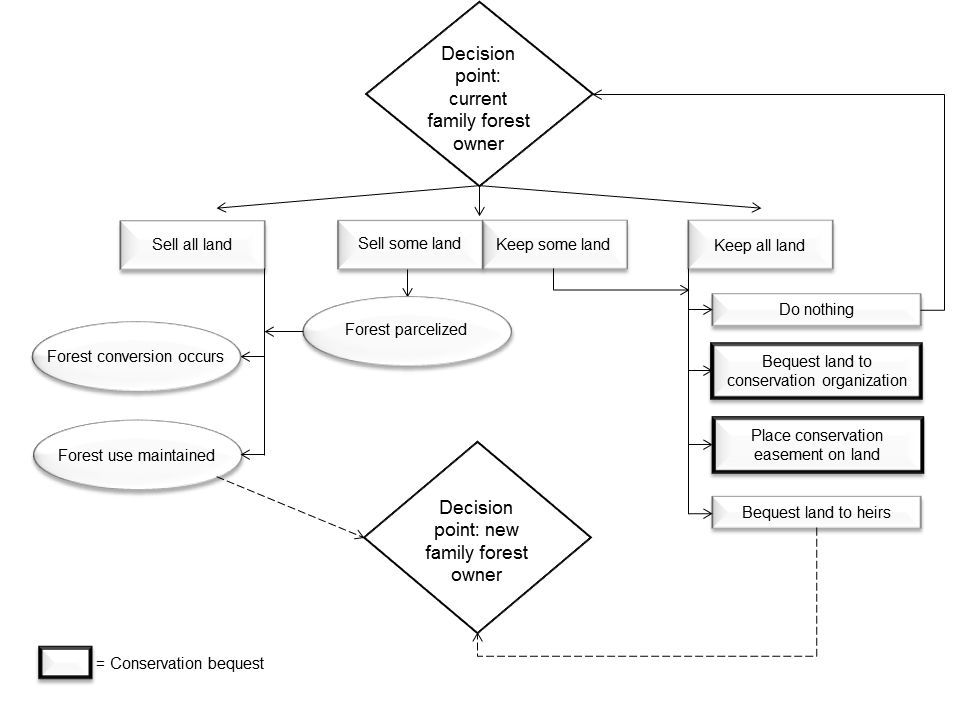 Decision
point:
current
family forest
owner
Sell all land
Sell some land
Keep some land
Keep all land
Forest parcelized
Do nothing
Forest conversion occurs
Bequest land to
conservation organization
Place conservation
easement on land
Forest use maintained
Bequest land to heirs
Decision
point: new
family forest
owner
= Conservation bequest